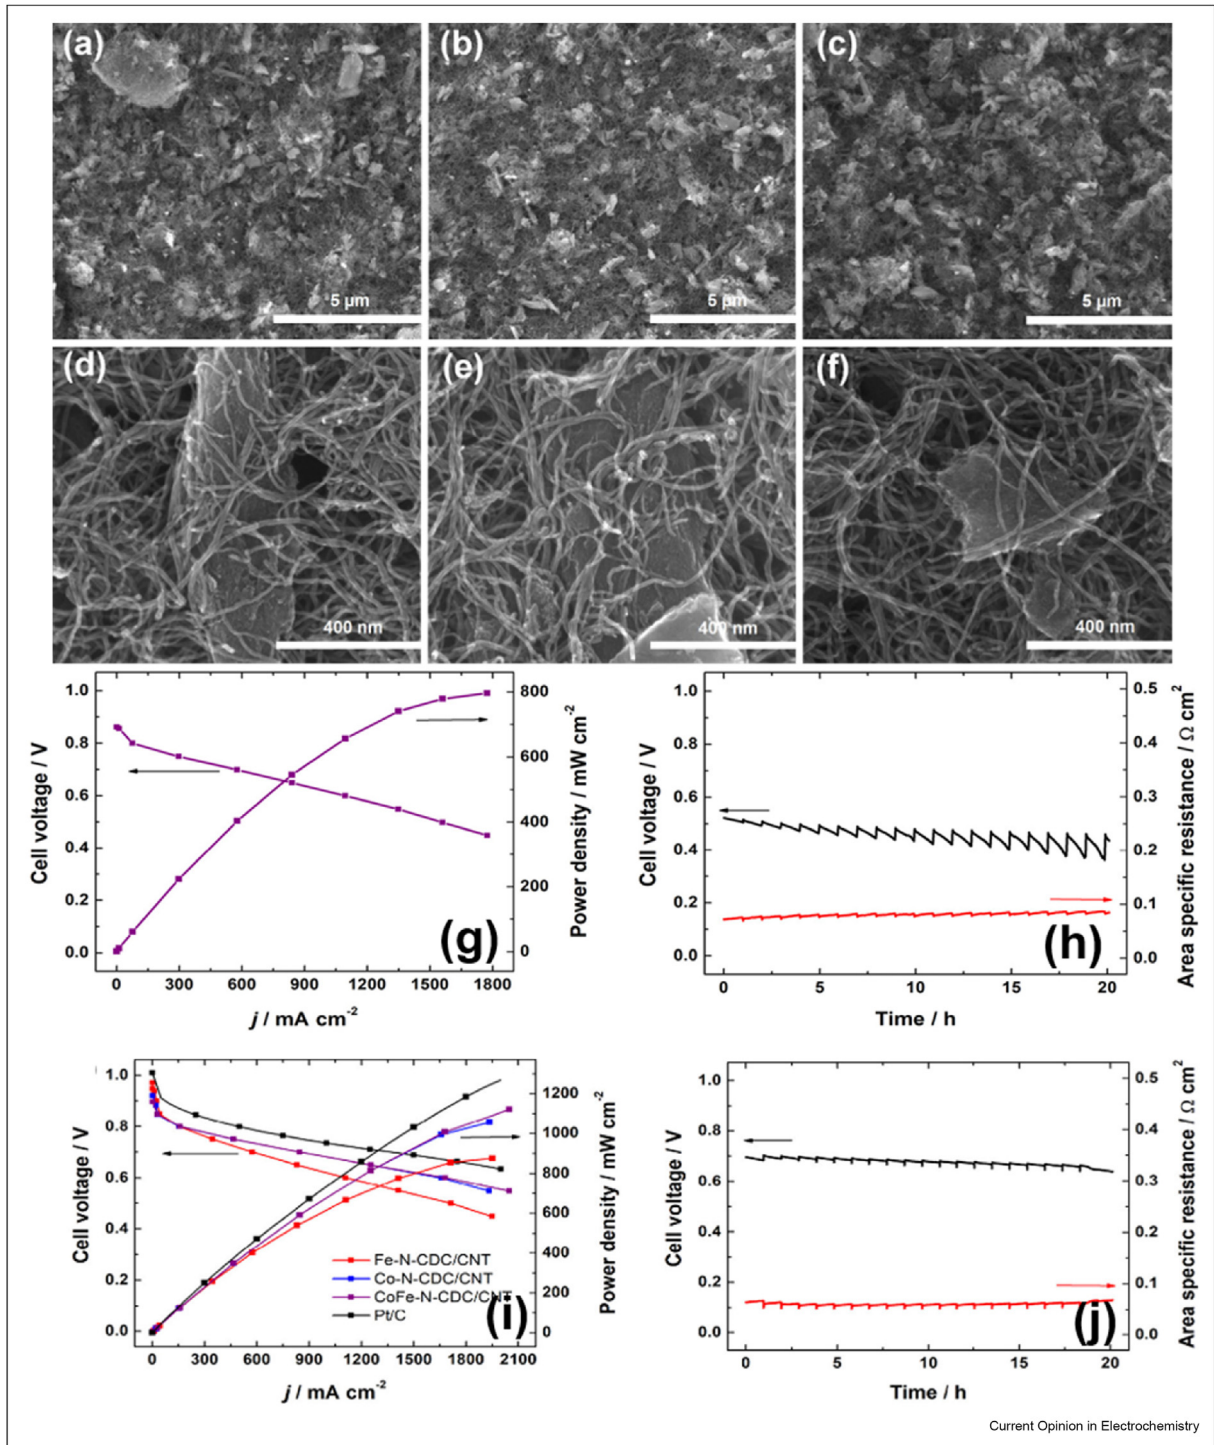 (a)
(b)
(c)
5 µm
5 µm
5 µm
(d)
(e)
(f)
400 nm
400 nm
400 nm
1.0
0.8
0.6
0.4
0.2
0.0
Cell voltage / V
800
600
400
200
0
Power density / mW cm⁻²
(g)
0 300 600 900 1200 1500 1800
j / mA cm⁻²
1.0
0.8
0.6
0.4
0.2
0.0
Cell voltage / V
0.5
0.4
0.3
0.2
0.1
0.0
Area specific resistance / Ω cm²
(h)
0 5 10 15 20
Time / h
1.0
0.8
0.6
0.4
0.2
0.0
Cell voltage / V
1200
1000
800
600
400
200
0
Power density / mW cm⁻²
Fe-N-CDC/CNT
Co-N-CDC/CNT
CoFe-N-CDC/CNT
Pt/C
(i)
0 300 600 900 1200 1500 1800 2100
j / mA cm⁻²
1.0
0.8
0.6
0.4
0.2
0.0
Cell voltage / V
0.5
0.4
0.3
0.2
0.1
0.0
Area specific resistance / Ω cm²
(j)
0 5 10 15 20
Time / h
Current Opinion in Electrochemistry